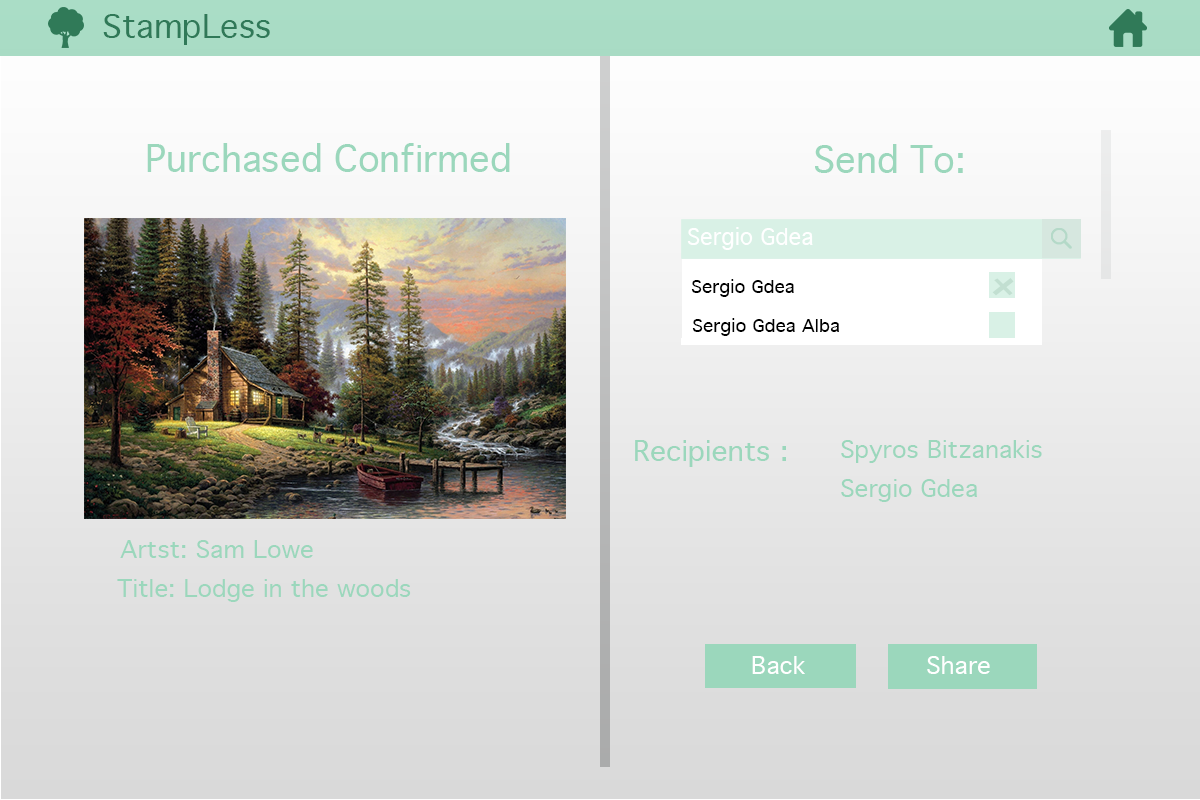 StampLess
Purchased Confirmed
Artst: Sam Lowe
Title: Lodge in the woods
Send To:
Sergio Gdea
Sergio Gdea
Sergio Gdea Alba
Recipients :
Spyros Bitzanakis
Sergio Gdea
Back
Share